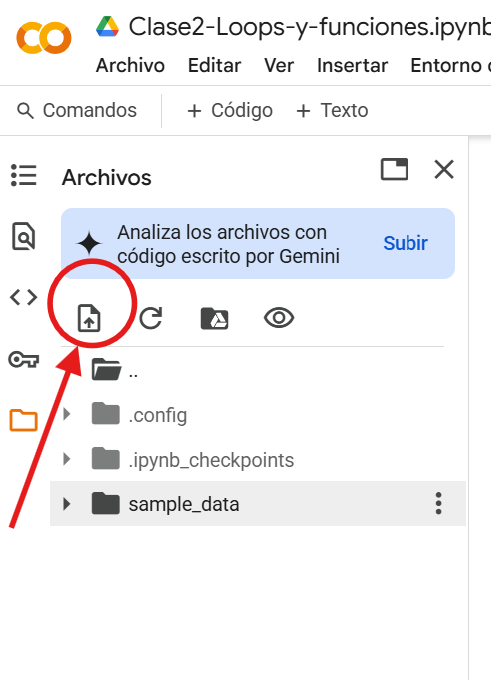 Clase2-Loops-y-funciones.ipynb
Archivo Editar Ver Insertar Entorno
Comandos + Código + Texto
Archivos
Analiza los archivos con
código escrito por Gemini
Subir
..
.config
.ipynb_checkpoints
sample_data